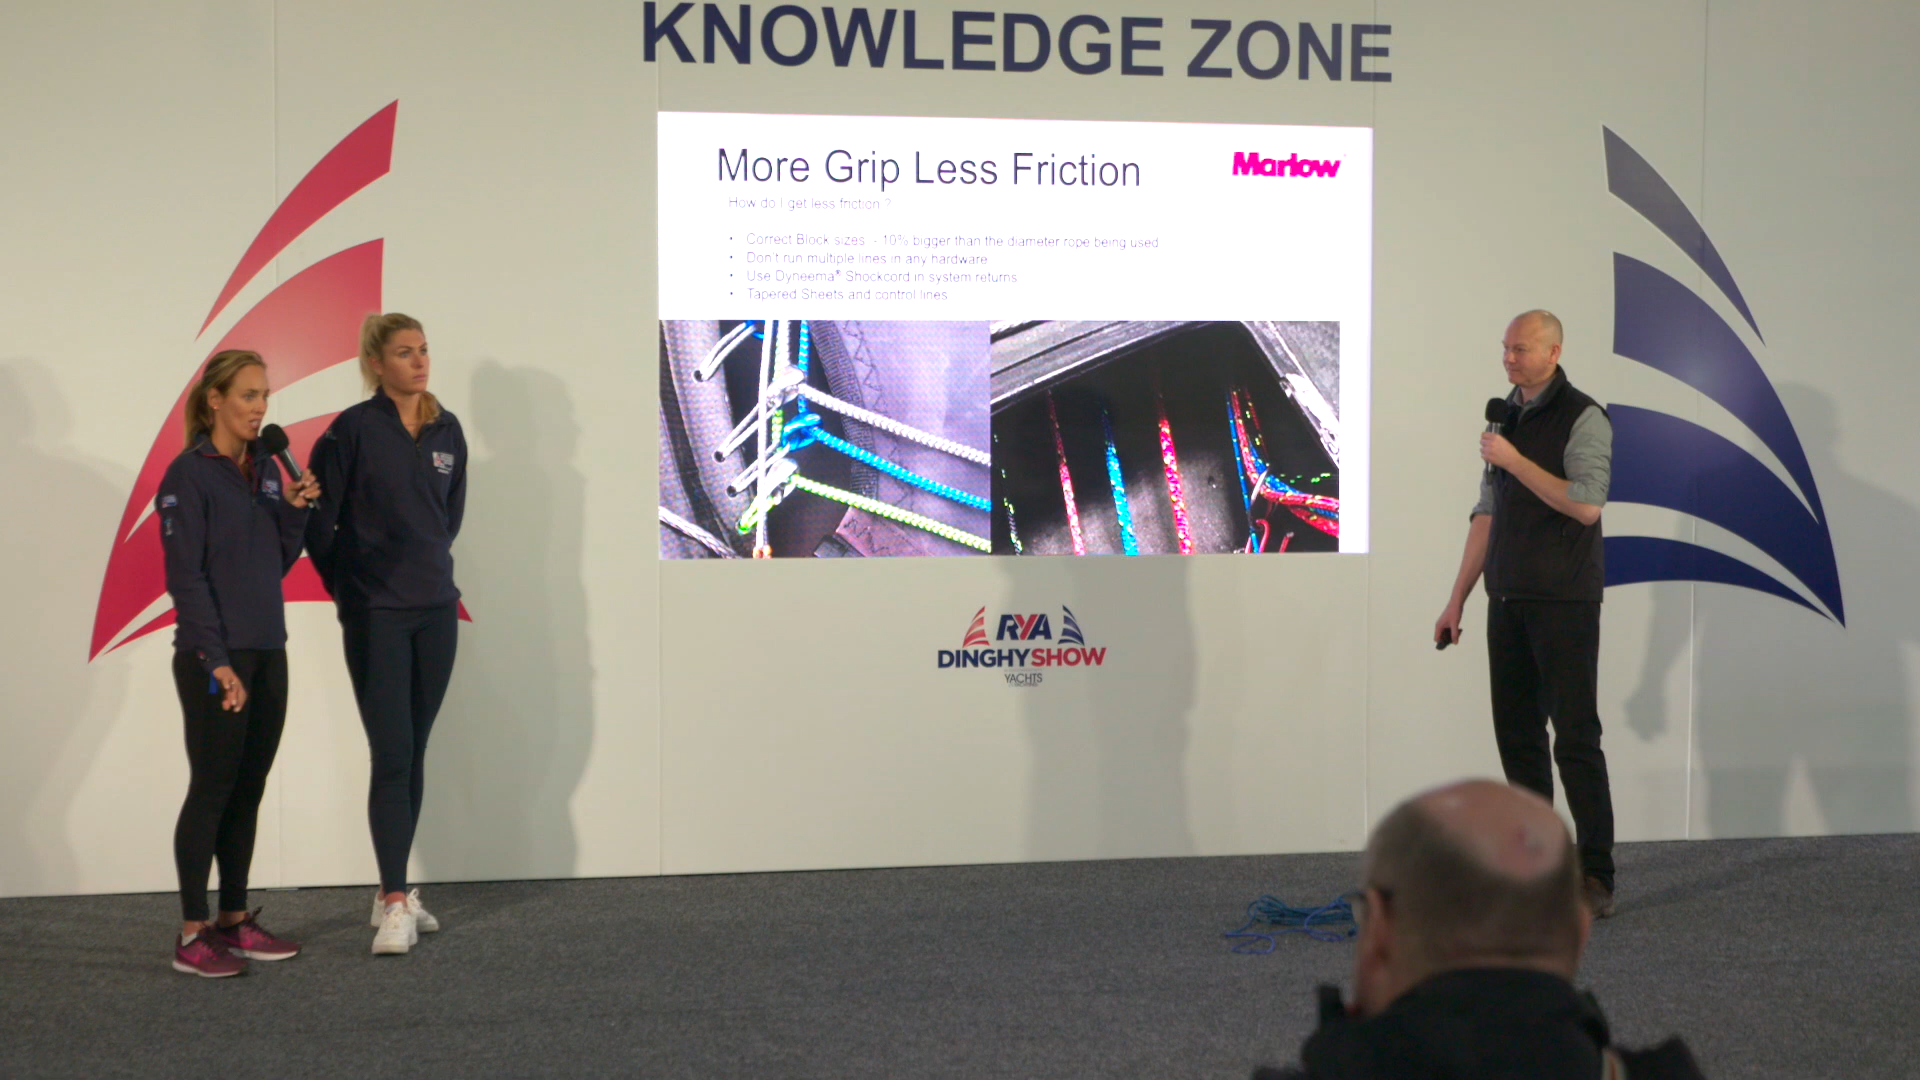 KNOWLEDGE ZONE
More Grip Less Friction
Marlow
How do I get less friction ?
• Correct Block sizes - 10% bigger than the diameter rope being used
• Don't run multiple lines in any hardware
• Use Dyneema® Shockcord in system returns
• Tapered Sheets and control lines
RYA
DINGHY SHOW
YACHTS